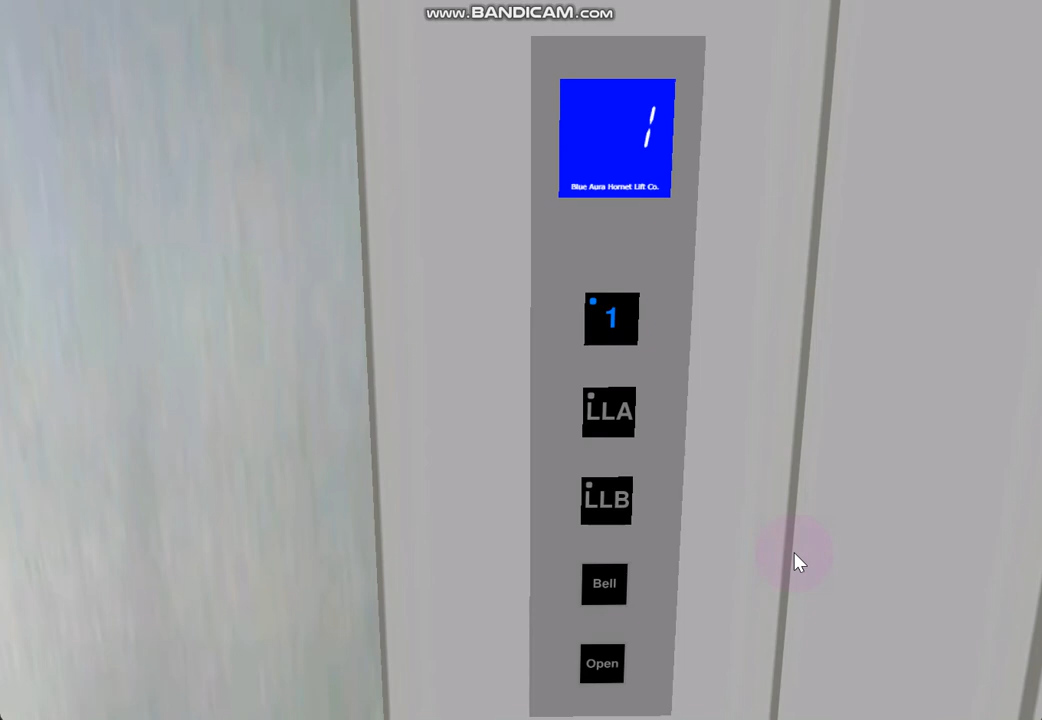 www.BANDICAM.com
1
Blue Aura Hornet Lift Co.
1
LLA
LLB
Bell
Open